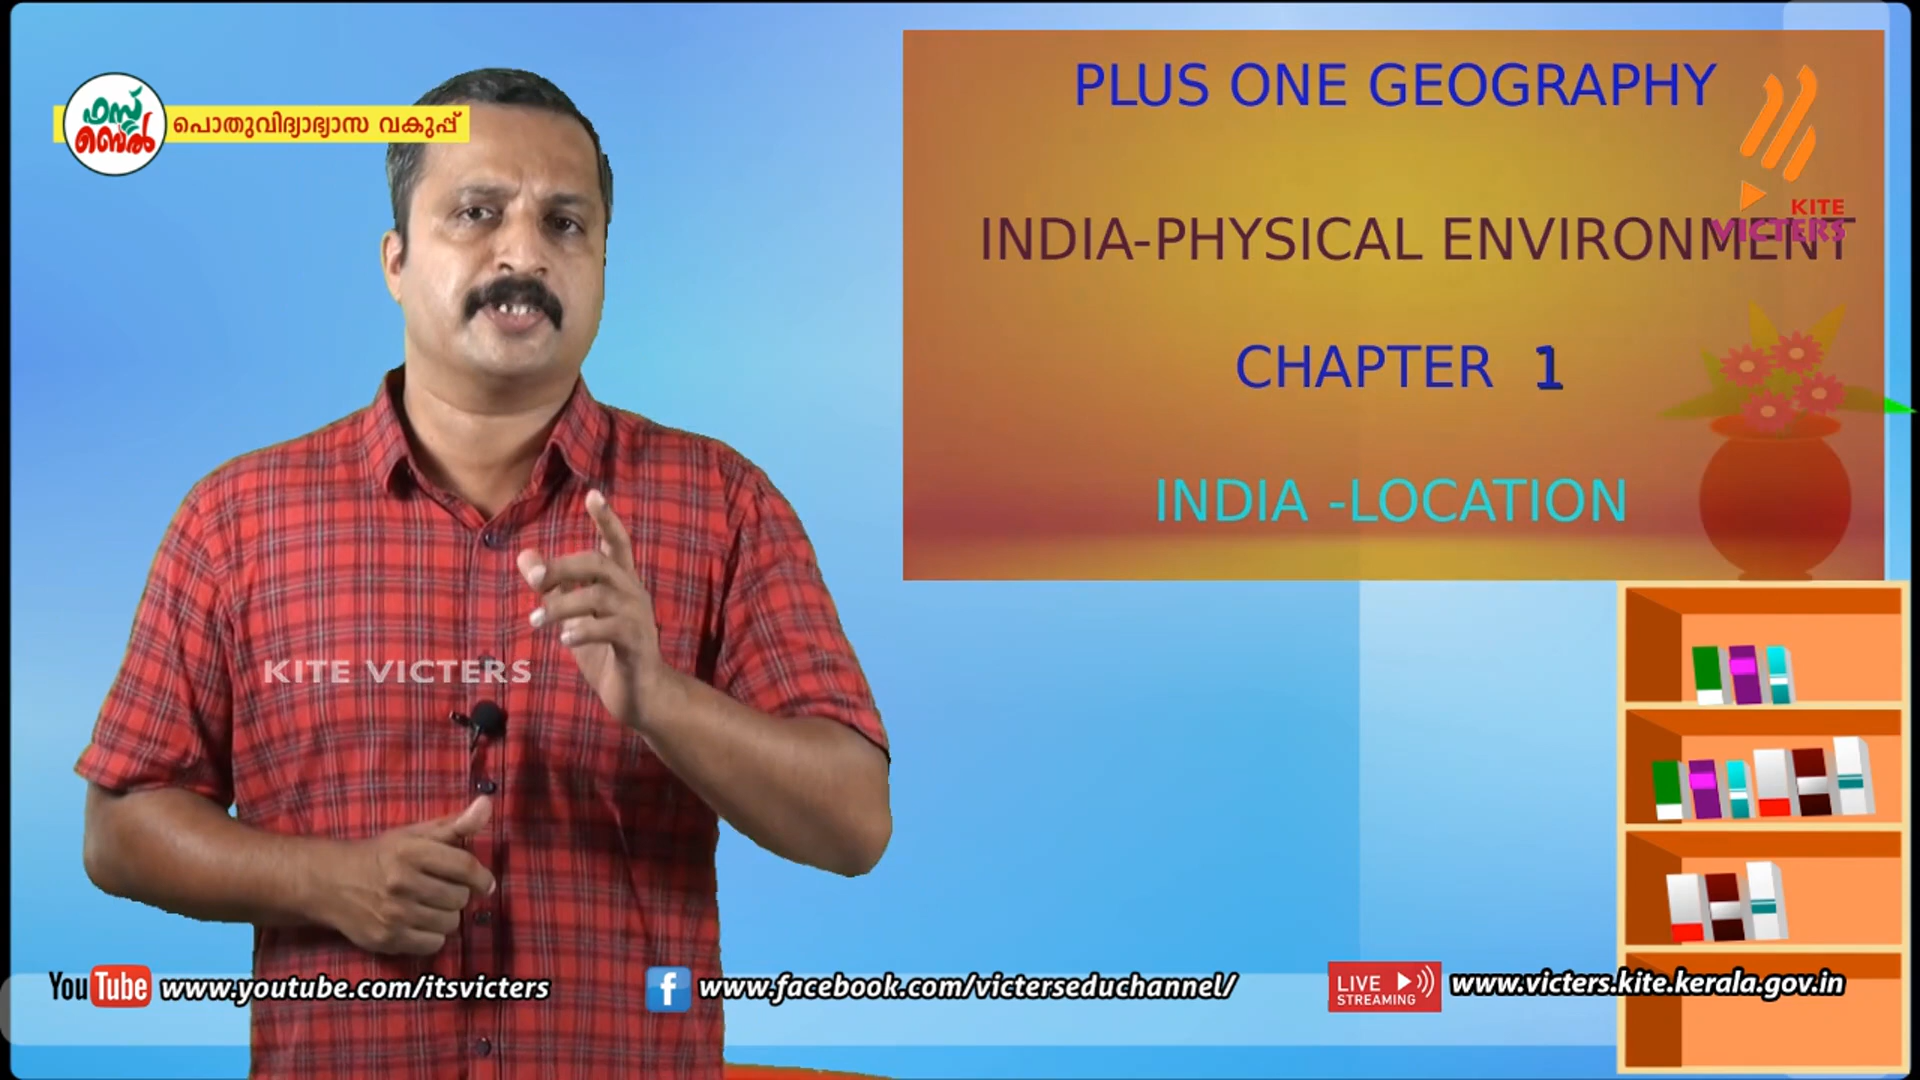 ഫസ്റ്റ്
ബെൽ
പൊതുവിദ്യാഭ്യാസ വകുപ്പ്
PLUS ONE GEOGRAPHY
KITE
VICTERS
INDIA-PHYSICAL ENVIRONMENT
CHAPTER 1
INDIA -LOCATION
KITE VICTERS
YouTube www.youtube.com/itsvicters
f www.facebook.com/victerseduchannel/
LIVE
STREAMING
www.victers.kite.kerala.gov.in